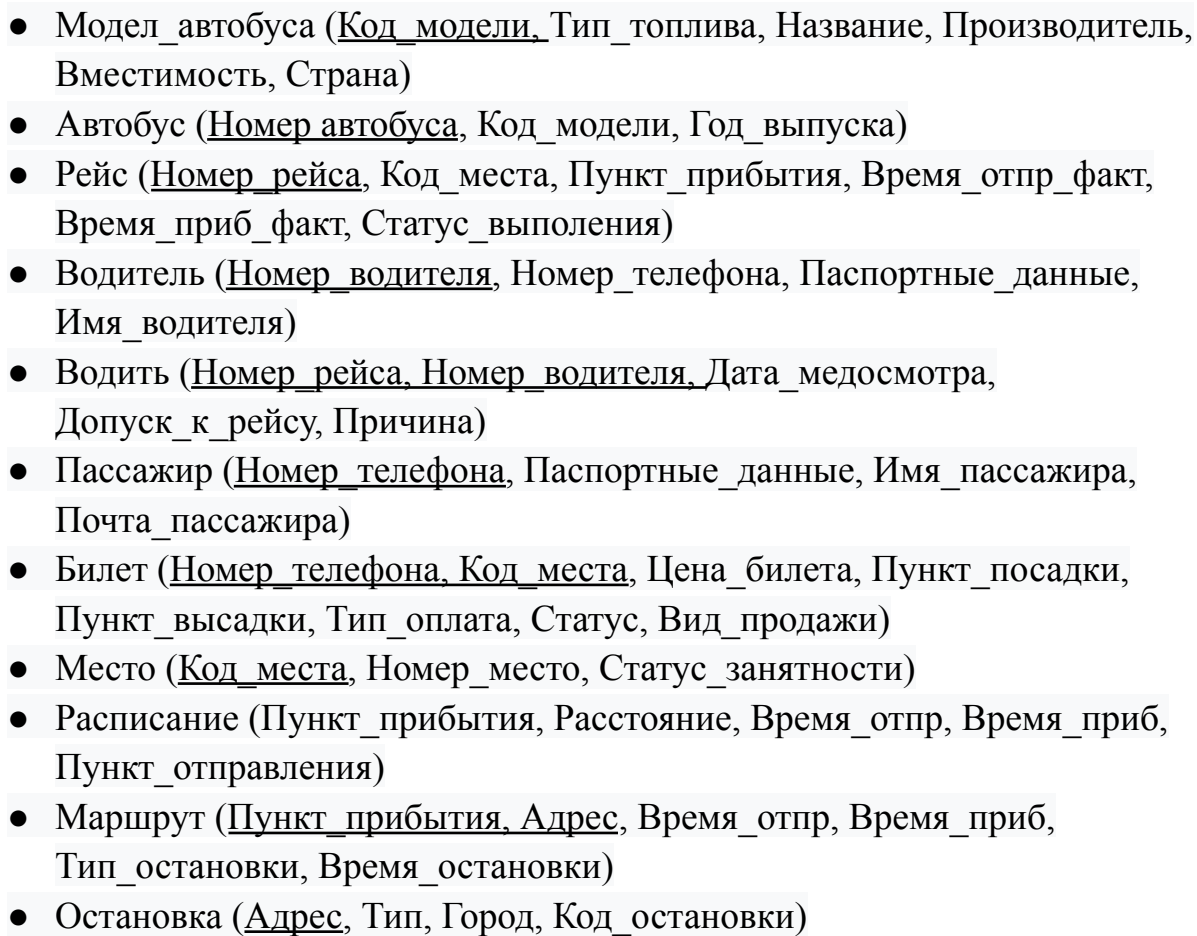 ● Модел_автобуса (Код_модели, Тип_топлива, Название, Производитель,
Вместимость, Страна)
● Автобус (Номер автобуса, Код_модели, Год_выпуска)
● Рейс (Номер_рейса, Код_места, Пункт_прибытия, Время_отпр_факт,
Время_приб_факт, Статус_выполения)
● Водитель (Номер_водителя, Номер_телефона, Паспортные_данные,
Имя_водителя)
● Водить (Номер_рейса, Номер_водителя, Дата_медосмотра,
Допуск_к_рейсу, Причина)
● Пассажир (Номер_телефона, Паспортные_данные, Имя_пассажира,
Почта_пассажира)
● Билет (Номер_телефона, Код_места, Цена_билета, Пункт_посадки,
Пункт_высадки, Тип_оплата, Статус, Вид_продажи)
● Место (Код_места, Номер_место, Статус_занятности)
● Расписание (Пункт_прибытия, Расстояние, Время_отпр, Время_приб,
Пункт_отправления)
● Маршрут (Пункт_прибытия, Адрес, Время_отпр, Время_приб,
Тип_остановки, Время_остановки)
● Остановка (Адрес, Тип, Город, Код_остановки)